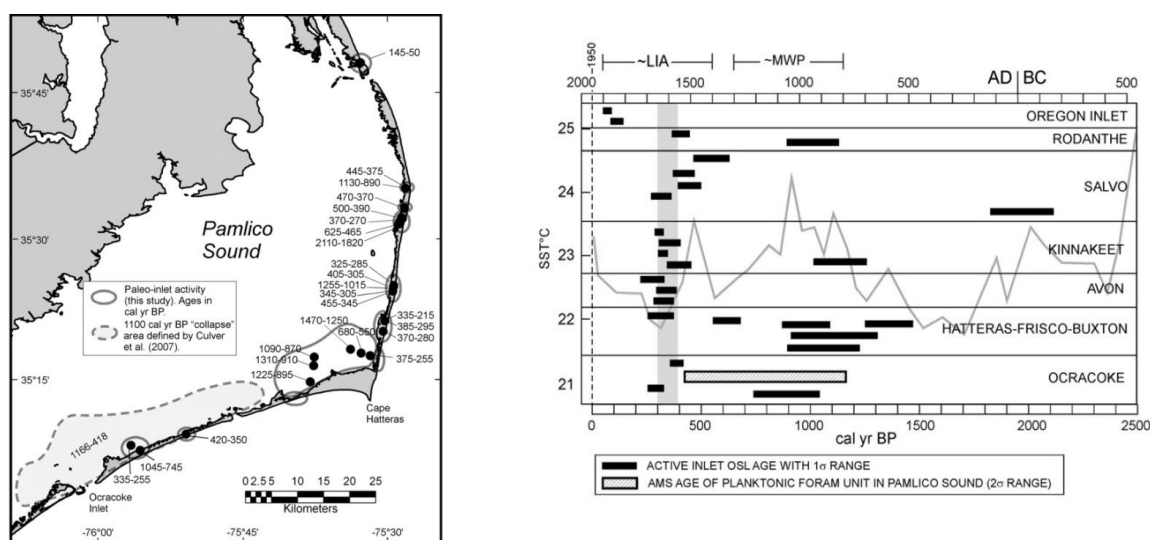 145-50
35°45'
445-375
1130-890
470-370
500-390
370-270
625-465
2110-1820
Pamlico
Sound
35°30'
325-285
405-305
1255-1015
345-305
455-345
Paleo-inlet activity
(this study). Ages in
cal yr BP.
1100 cal yr BP "collapse"
area defined by Culver
et al. (2007).
1470-1250
680-550
335-215
385-295
370-280
1090-870
1310-910
1225-895
375-255
35°15'
Cape
Hatteras
1166-418
420-350
335-255
1045-745
Ocracoke
Inlet
0 2.5 5 10 15 20 25
Kilometers
-76°00'
-75°45'
-75°30'
1950
~LIA
~MWP
2000 1500 1000 500 AD BC 500
OREGON INLET
25
RODANTHE
SALVO
24
SST°C
23
KINNAKEET
AVON
22
HATTERAS-FRISCO-BUXTON
OCRACOKE
21
0 500 1000 1500 2000 2500
cal yr BP
ACTIVE INLET OSL AGE WITH 1σ RANGE
AMS AGE OF PLANKTONIC FORAM UNIT IN PAMLICO SOUND (2σ RANGE)